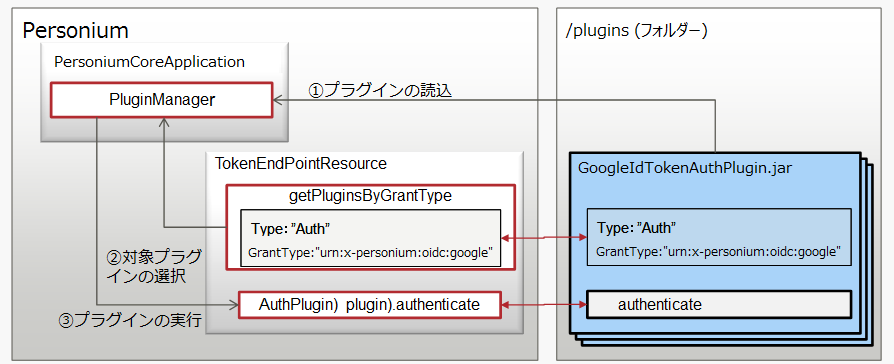 Personium
PersoniumCoreApplication
PluginManager
①プラグインの読込
/plugins (フォルダー)
TokenEndPointResource
getPluginsByGrantType
Type: "Auth"
GrantType:"urn:x-personium:oidc:google"
②対象プラグ
インの選択
③プラグインの実行
AuthPlugin) plugin).authenticate
GoogleIdTokenAuthPlugin.jar
Type: "Auth"
GrantType:"urn:x-personium:oidc:google"
authenticate